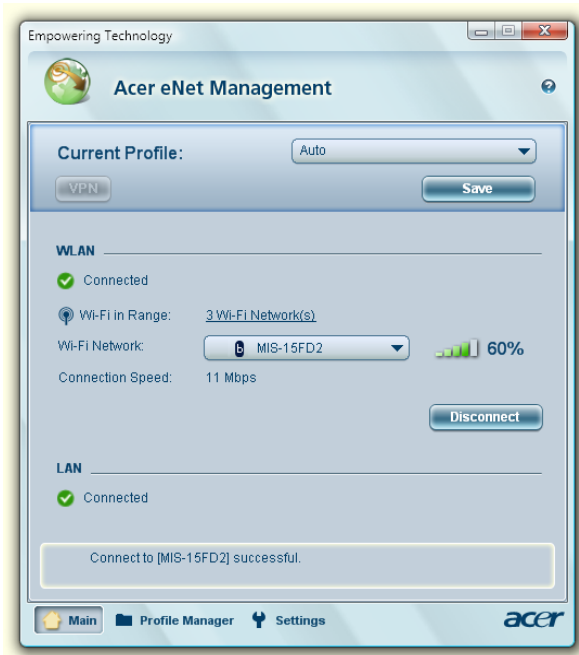 Empowering Technology
Acer eNet Management
Current Profile:
Auto
VPN
Save
WLAN
Connected
Wi-Fi in Range: 3 Wi-Fi Network(s)
Wi-Fi Network: b MIS-15FD2 60%
Connection Speed: 11 Mbps
Disconnect
LAN
Connected
Connect to [MIS-15FD2] successful.
Main Profile Manager Settings acer